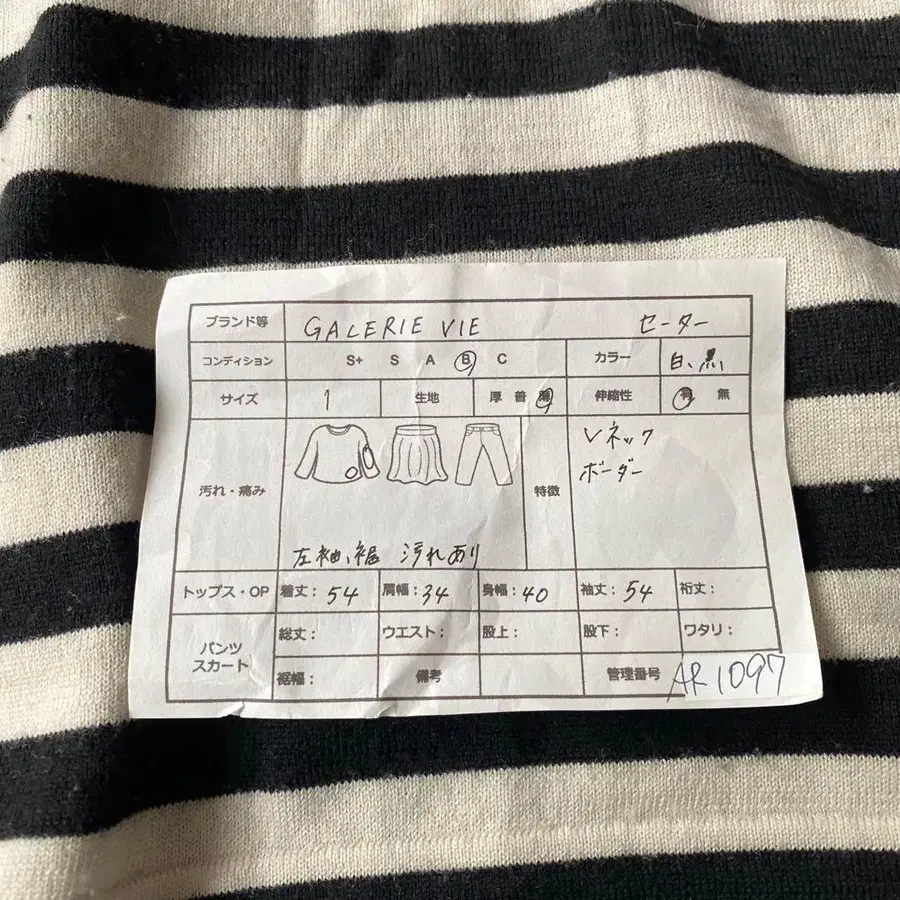 ブランド等 GALERIE VIE セーター
コンディション S+ S A B C カラー 白、黒
サイズ 1 生地 厚 普 薄 伸縮性 有 無
汚れ・痛み 左袖、裾 汚れあり 特徴 Vネック
ボーダー
トップス・OP 着丈：54 肩幅：34 身幅：40 袖丈：54 裄丈：
パンツ
スカート
総丈： ウエスト： 股上： 股下： ワタリ：
裾幅： 備考 管理番号 AR1097